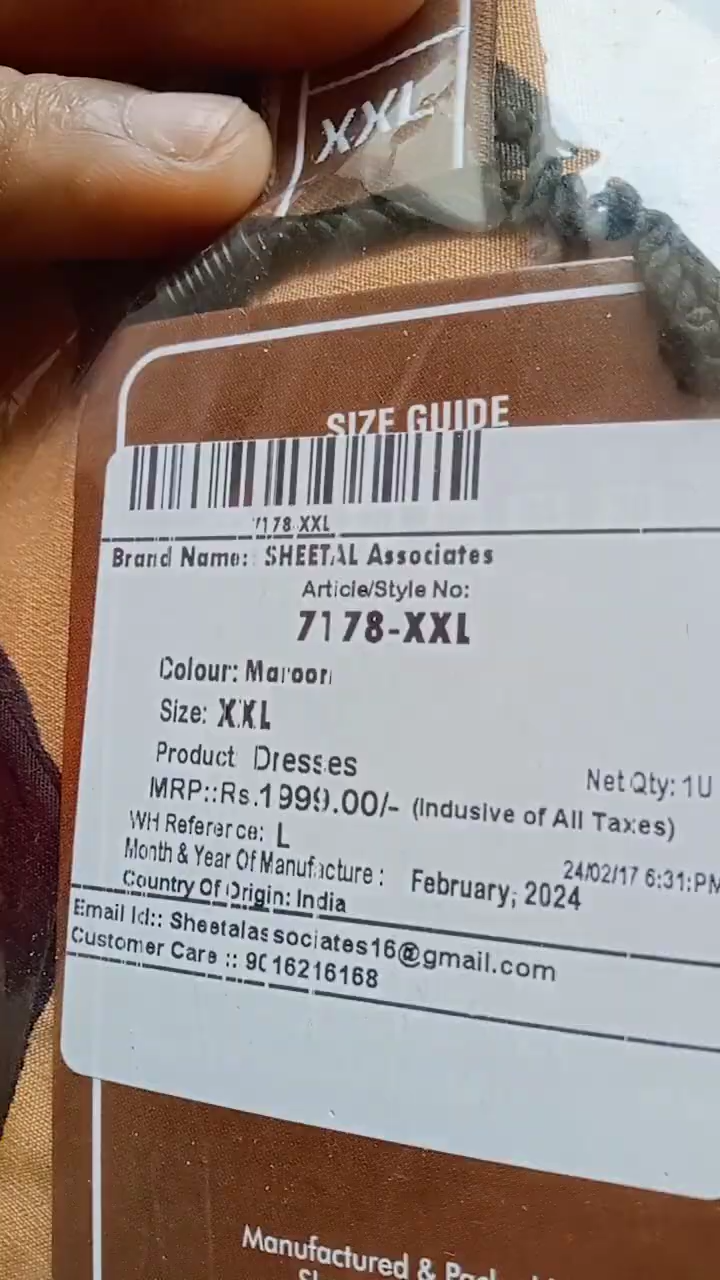 XXL
SIZE GUIDE
7178-XXL
Brand Name: SHEETAL Associates
Article/Style No:
7178-XXL
Colour: Maroon
Size: XXL
Product Dresses
Net Qty: 1U
MRP::Rs.1999.00/- (Indusive of All Taxes)
WH Reference: L
24/02/17 6:31:PM
Month & Year Of Manufacture : February, 2024
Country Of Origin: India
Email Id:: Sheetalassociates16@gmail.com
Customer Care :: 9016216168
Manufactured &